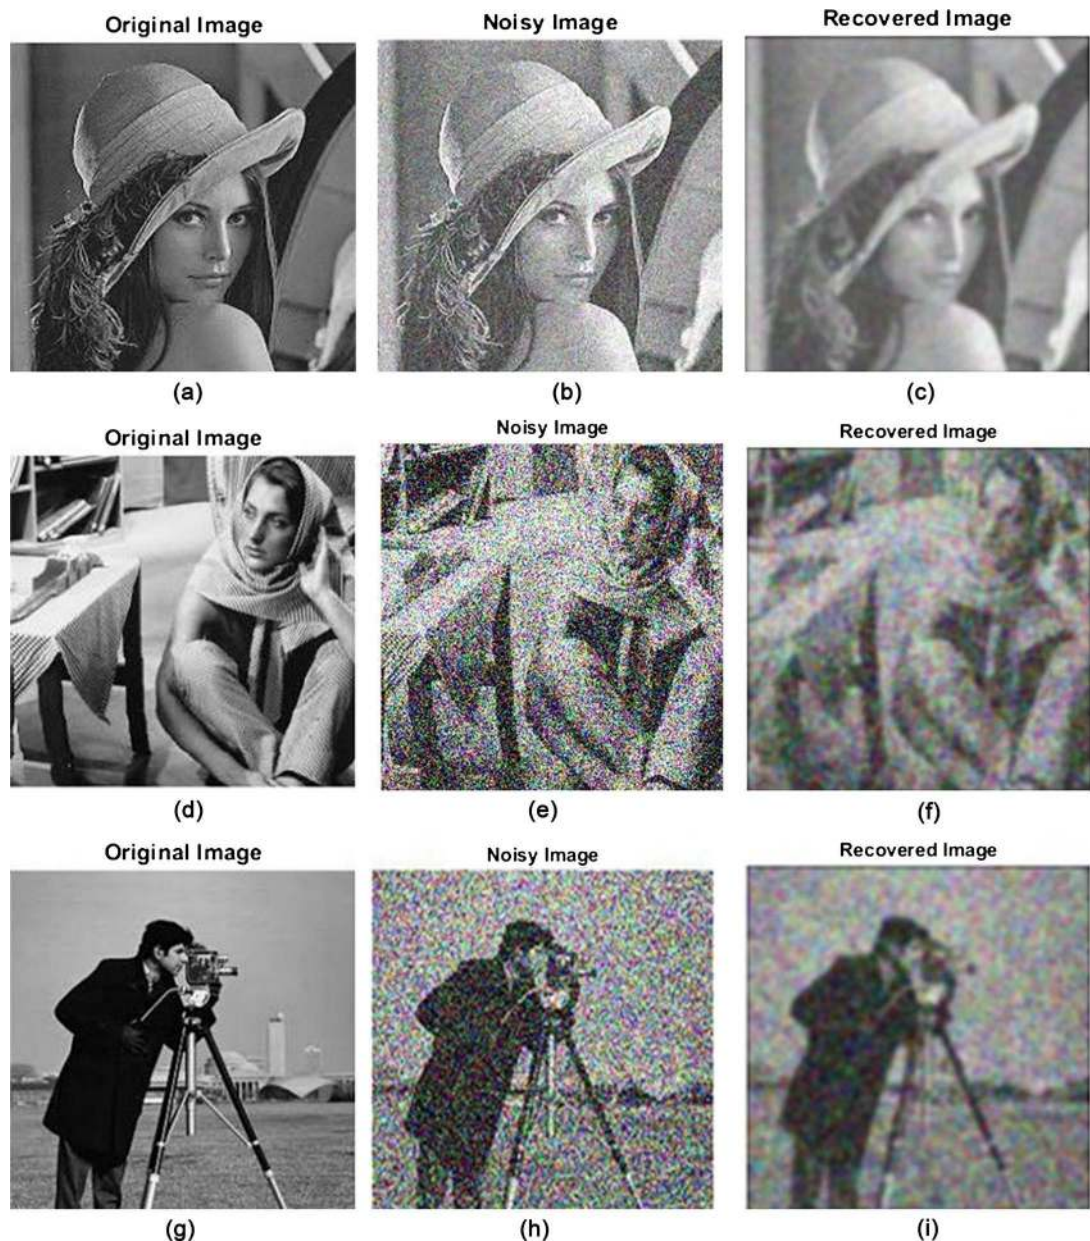 Original Image
Noisy Image
Recovered Image
(a)
(b)
(c)
Original Image
Noisy Image
Recovered Image
(d)
(e)
(f)
Original Image
Noisy Image
Recovered Image
(g)
(h)
(i)